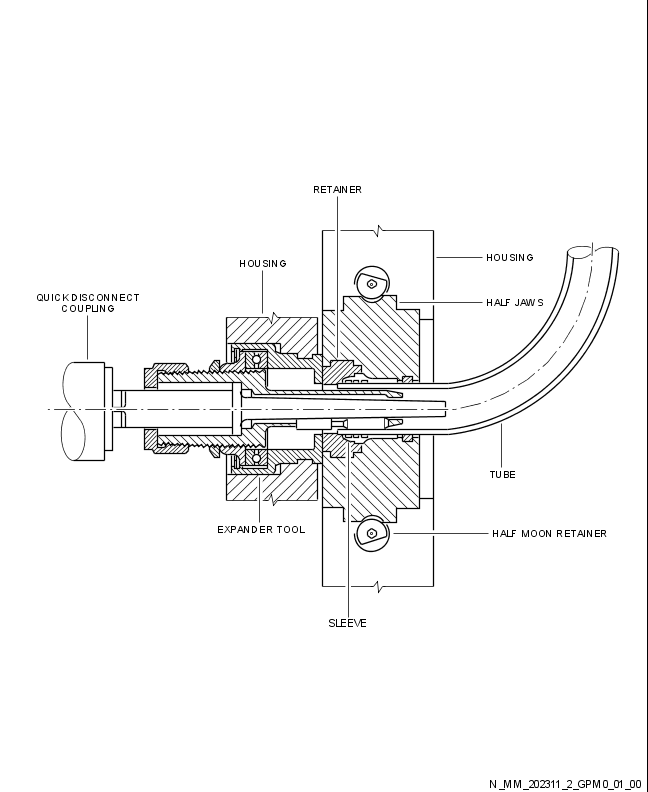 RETAINER
HOUSING
HOUSING
QUICK DISCONNECT
COUPLING
HALF JAWS
TUBE
EXPANDER TOOL
HALF MOON RETAINER
SLEEVE
N_MM_202311_2_GPM0_01_00